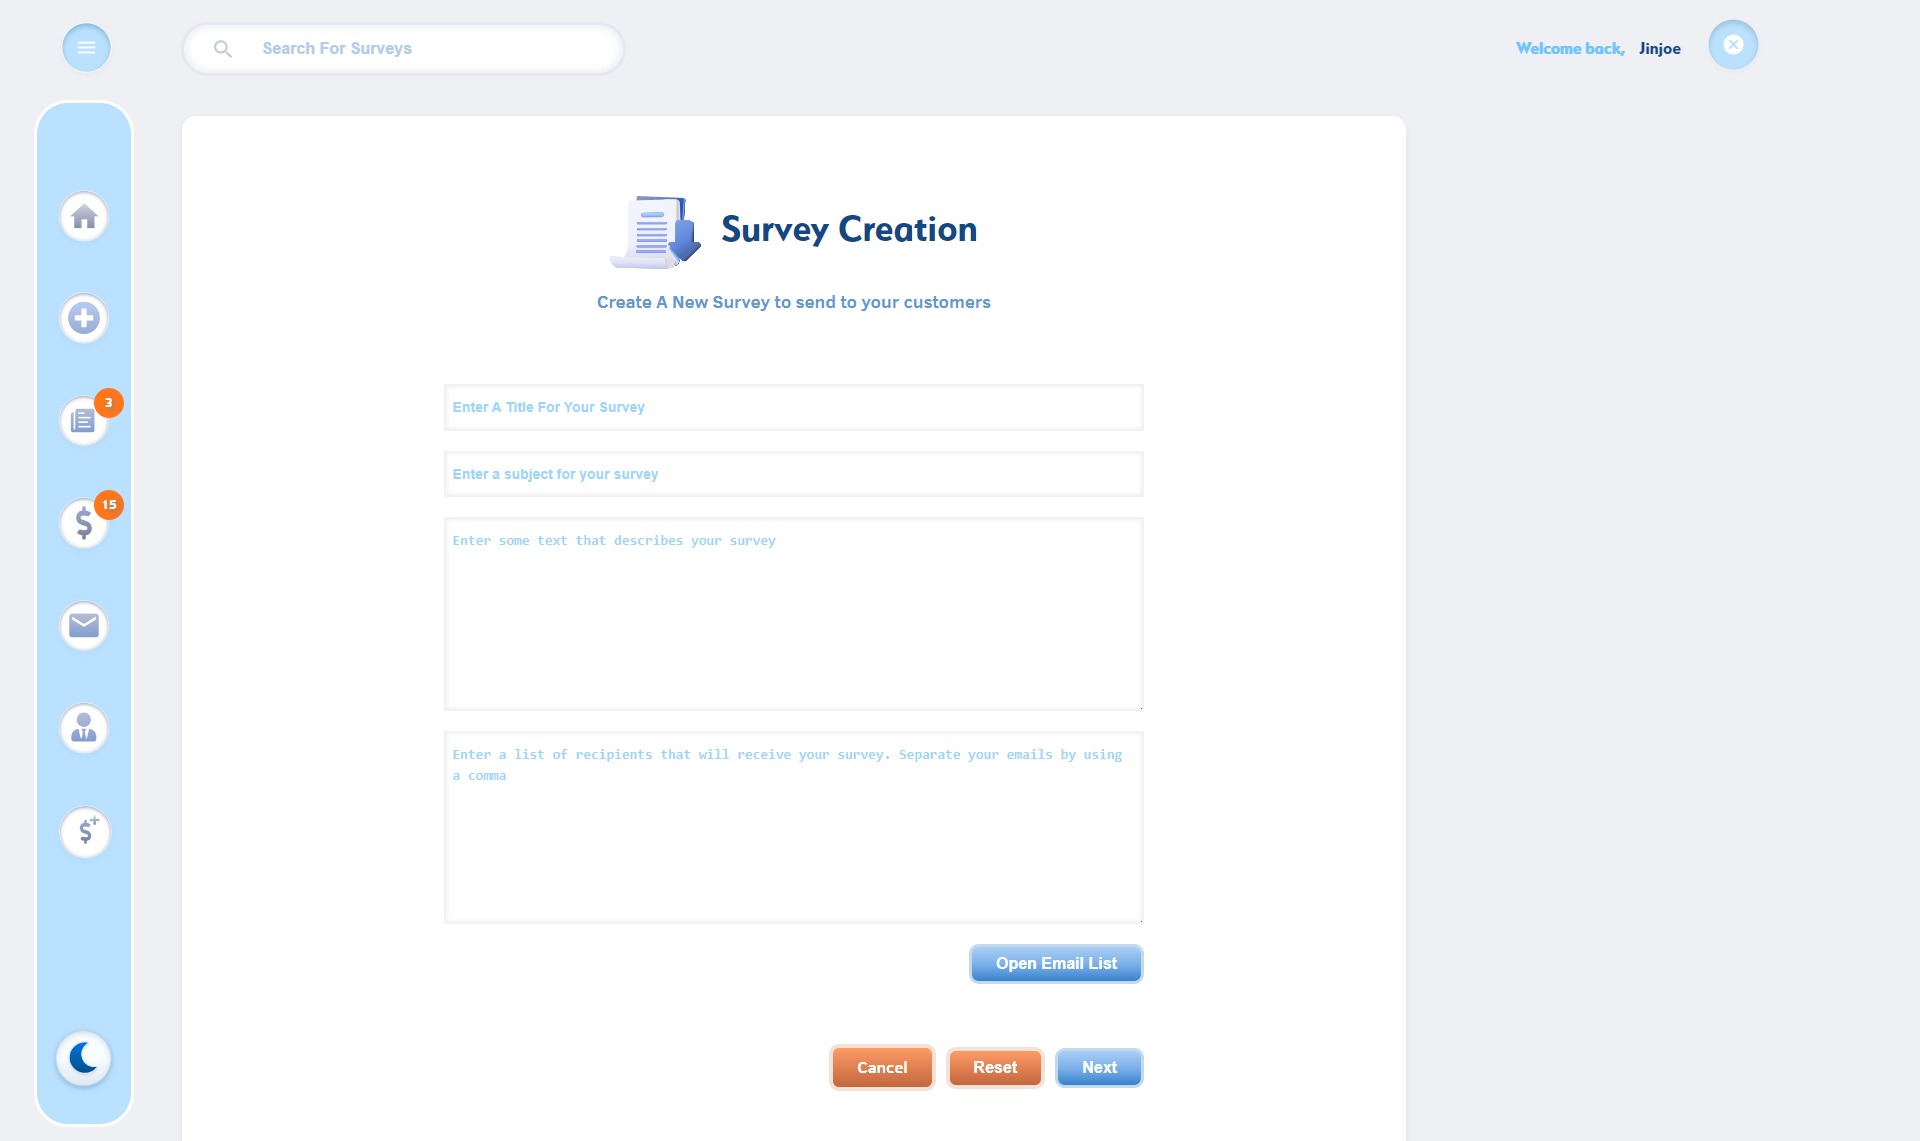 Search For Surveys
Welcome back, Jinjoe
Survey Creation
Create A New Survey to send to your customers
Enter A Title For Your Survey
3
Enter a subject for your survey
15
Enter some text that describes your survey
Enter a list of recipients that will receive your survey. Separate your emails by using
a comma
Open Email List
Cancel
Reset
Next